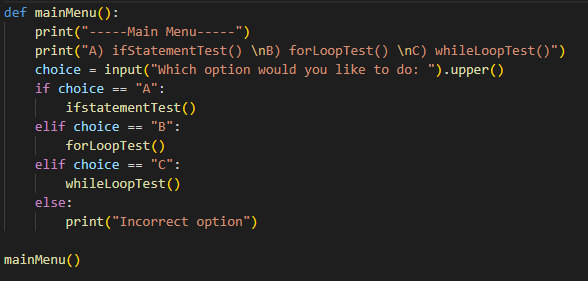 def mainMenu():
    print("-----Main Menu-----")
    print("A) ifStatementTest() \nB) forLoopTest() \nC) whileLoopTest()")
    choice = input("Which option would you like to do: ").upper()
    if choice == "A":
        ifstatementTest()
    elif choice == "B":
        forLoopTest()
    elif choice == "C":
        whileLoopTest()
    else:
        print("Incorrect option")

mainMenu()